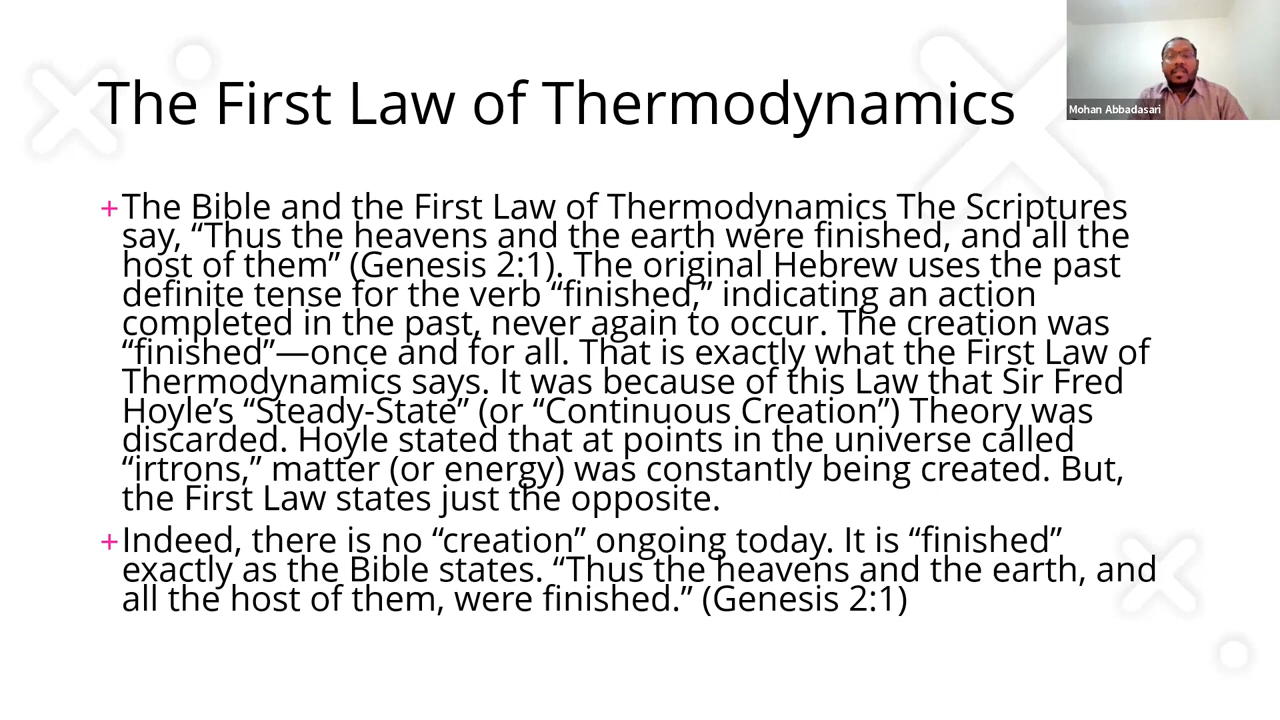 The First Law of Thermodynamics
Mohan Abbadasari
+The Bible and the First Law of Thermodynamics The Scriptures
say, “Thus the heavens and the earth were finished, and all the
host of them” (Genesis 2:1). The original Hebrew uses the past
definite tense for the verb “finished,” indicating an action
completed in the past, never again to occur. The creation was
“finished”—once and for all. That is exactly what the First Law of
Thermodynamics says. It was because of this Law that Sir Fred
Hoyle’s “Steady-State” (or “Continuous Creation”) Theory was
discarded. Hoyle stated that at points in the universe called
“irtrons,” matter (or energy) was constantly being created. But,
the First Law states just the opposite.
+Indeed, there is no “creation” ongoing today. It is “finished”
exactly as the Bible states. “Thus the heavens and the earth, and
all the host of them, were finished.” (Genesis 2:1)